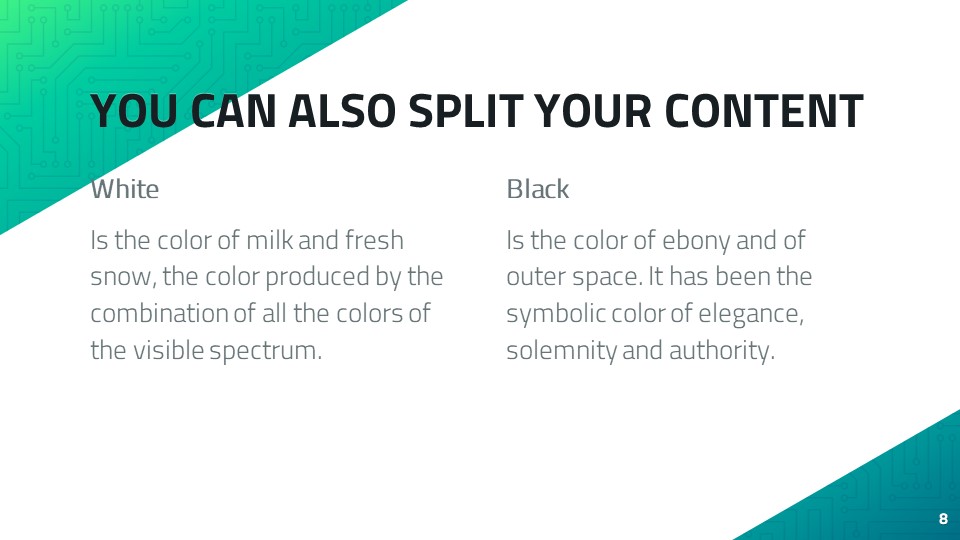 YOU CAN ALSO SPLIT YOUR CONTENT
White
Is the color of milk and fresh
snow, the color produced by the
combination of all the colors of
the visible spectrum.
Black
Is the color of ebony and of
outer space. It has been the
symbolic color of elegance,
solemnity and authority.
8